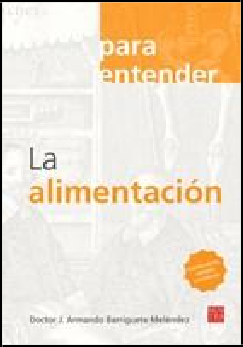 para
entender
La
alimentación
Doctor J. Armando Barriguete Meléndez